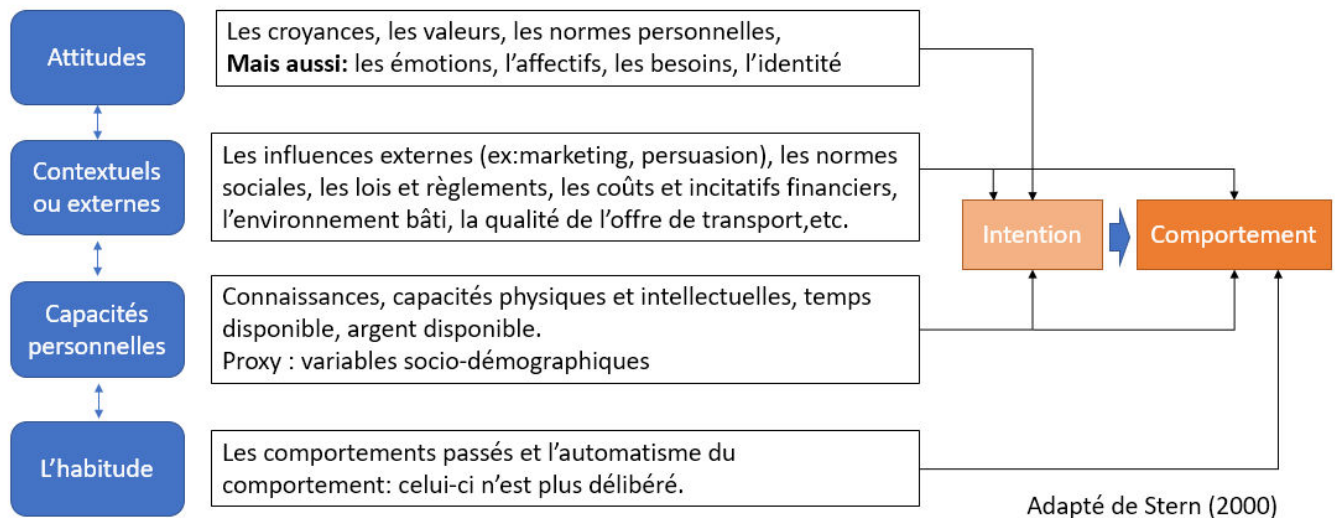 Attitudes
Les croyances, les valeurs, les normes personnelles,
Mais aussi: les émotions, l’affectifs, les besoins, l’identité
Contextuels
ou externes
Les influences externes (ex:marketing, persuasion), les normes
sociales, les lois et règlements, les coûts et incitatifs financiers,
l’environnement bâti, la qualité de l’offre de transport,etc.
Intention
Comportement
Capacités
personnelles
Connaissances, capacités physiques et intellectuelles, temps
disponible, argent disponible.
Proxy : variables socio-démographiques
L’habitude
Les comportements passés et l’automatisme du
comportement: celui-ci n’est plus délibéré.
Adapté de Stern (2000)